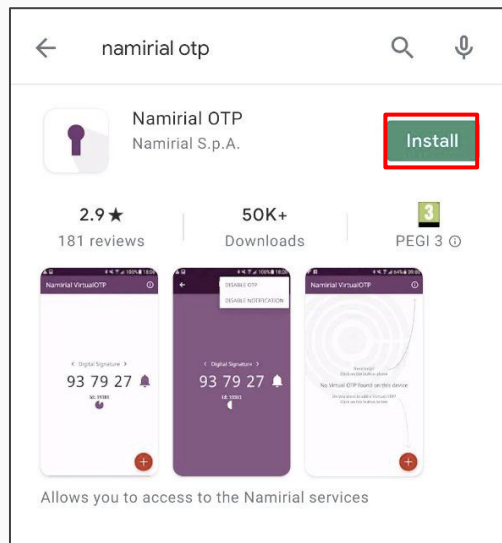 namirial otp
Namirial OTP
Namirial S.p.A.
Install
2.9★
181 reviews
50K+
Downloads
3
PEGI 3
Namirial VirtualOTP
Digital Signature
93 79 27
DISABLE OTP
DISABLE NOTIFICATION
Digital Signature
93 79 27
Namirial VirtualOTP
No Virtual OTP found on this device
Allows you to access to the Namirial services